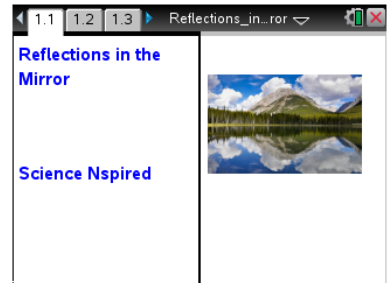 1.1 1.2 1.3 Reflections_in...ror
Reflections in the
Mirror
Science Nspired